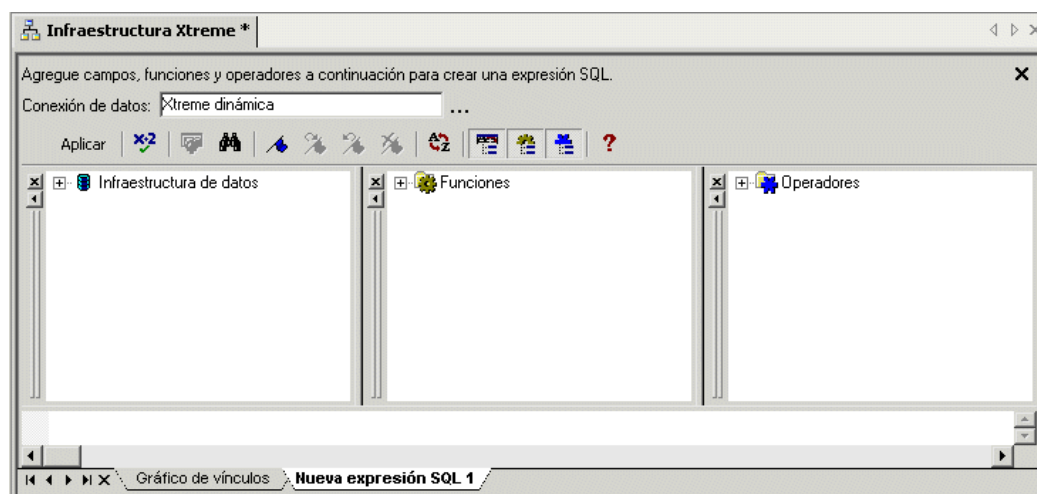 Infraestructura Xtreme *
Agregue campos, funciones y operadores a continuación para crear una expresión SQL.
Conexión de datos: Xtreme dinámica ...
Aplicar x+2 A Z ?
Infraestructura de datos Funciones Operadores
Gráfico de vínculos Nueva expresión SQL 1